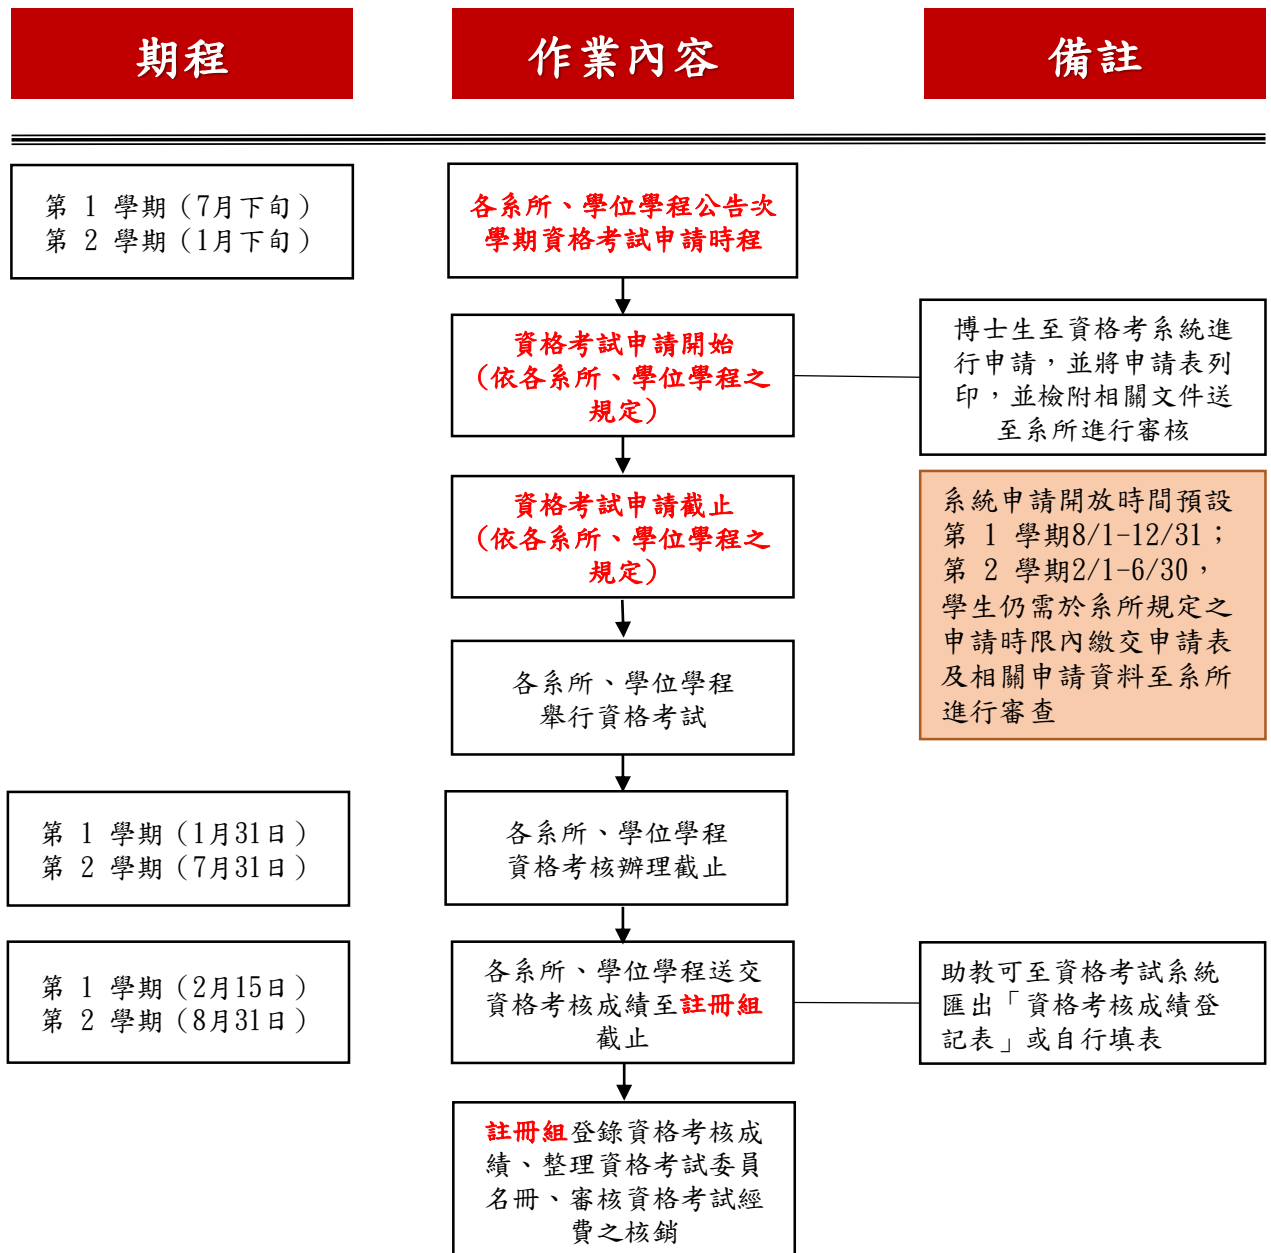 期程
作業內容
備註
第 1 學期（7月下旬）
第 2 學期（1月下旬）
各系所、學位學程公告次
學期資格考試申請時程
資格考試申請開始
（依各系所、學位學程之
規定）
博士生至資格考系統進
行申請，並將申請表列
印，並檢附相關文件送
至系所進行審核
資格考試申請截止
（依各系所、學位學程之
規定）
系統申請開放時間預設
第 1 學期8/1-12/31；
第 2 學期2/1-6/30，
學生仍需於系所規定之
申請時限內繳交申請表
及相關申請資料至系所
進行審查
各系所、學位學程
舉行資格考試
第 1 學期（1月31日）
第 2 學期（7月31日）
各系所、學位學程
資格考核辦理截止
第 1 學期（2月15日）
第 2 學期（8月31日）
各系所、學位學程送交
資格考核成績至註冊組
截止
助教可至資格考試系統
匯出「資格考核成績登
記表」或自行填表
註冊組登錄資格考核成
績、整理資格考試委員
名冊、審核資格考試經
費之核銷